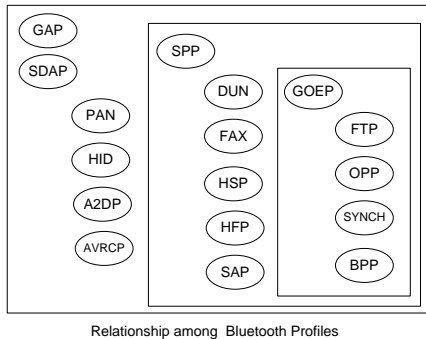 GAP
SDAP
PAN
HID
A2DP
AVRCP
SPP
DUN
FAX
HSP
HFP
SAP
GOEP
FTP
OPP
SYNCH
BPP
Relationship among Bluetooth Profiles